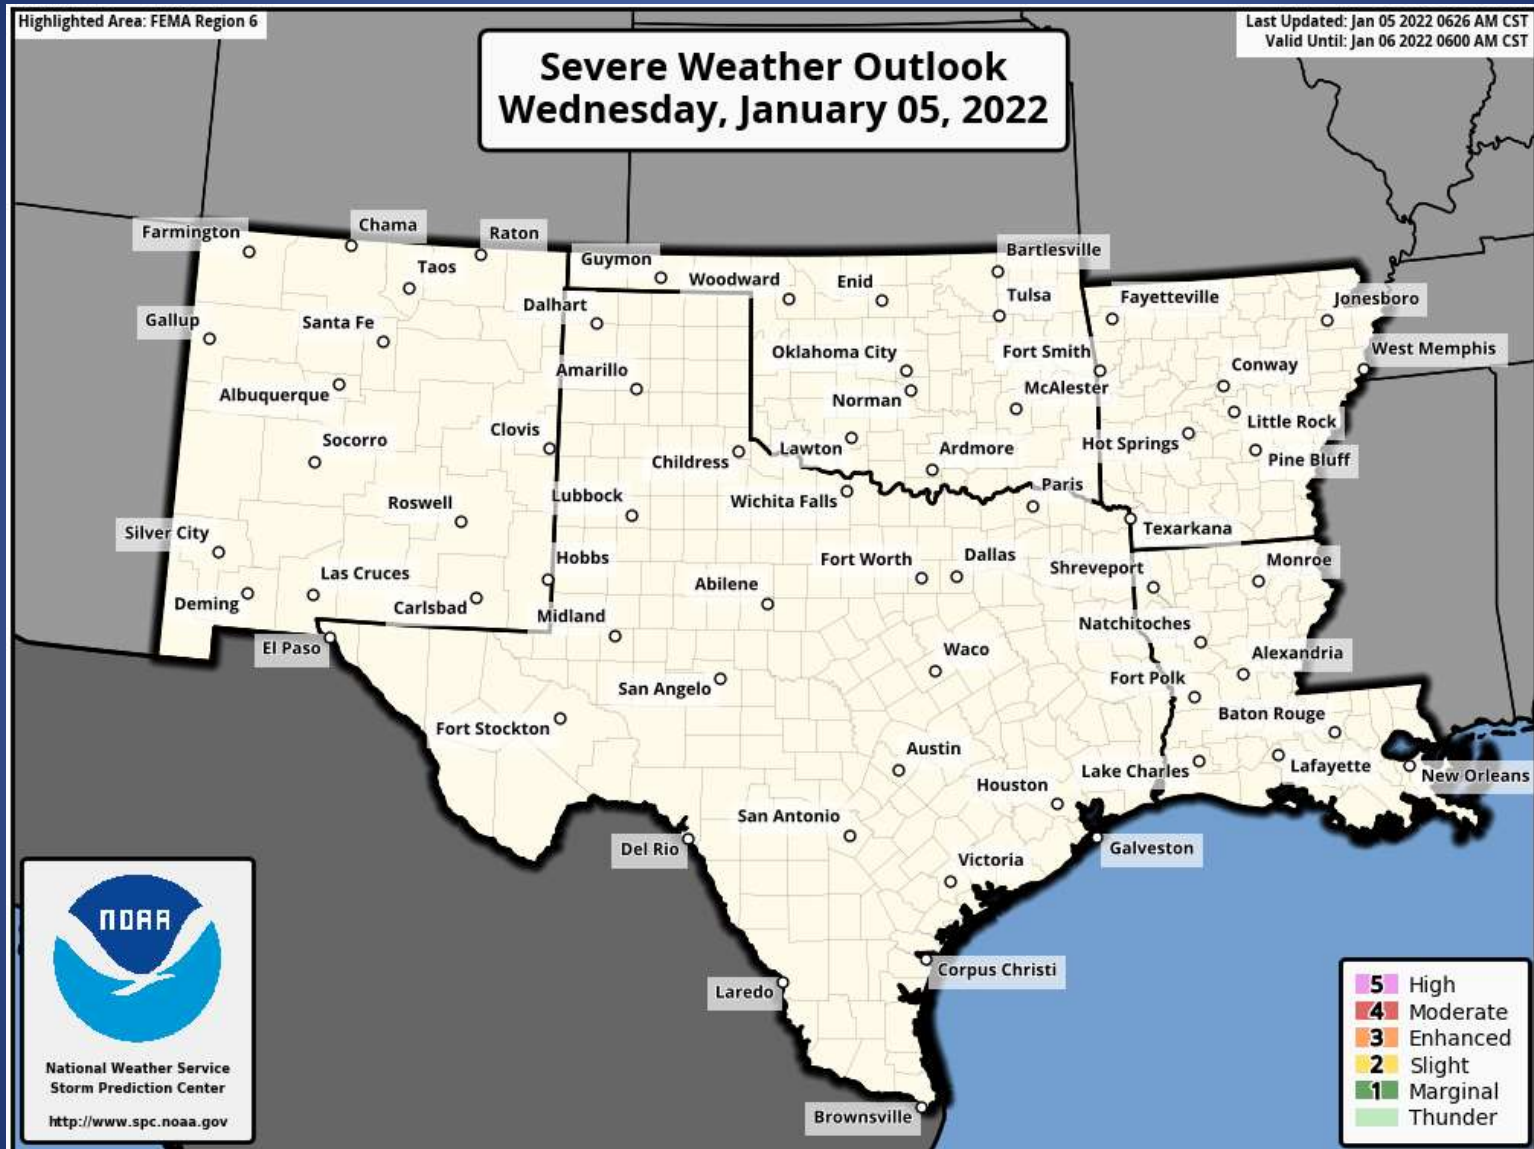 Highlighted Area: FEMA Region 6
Last Updated: Jan 05 2022 0626 AM CST
Valid Until: Jan 06 2022 0600 AM CST
Severe Weather Outlook
Wednesday, January 05, 2022
Farmington
Chama
Raton
Taos
Guymon
Woodward
Enid
Bartlesville
Tulsa
Fayetteville
Jonesboro
Gallup
Santa Fe
Dalhart
Oklahoma City
Fort Smith
West Memphis
Albuquerque
Amarillo
Norman
McAlester
Conway
Socorro
Clovis
Childress
Lawton
Ardmore
Hot Springs
Little Rock
Pine Bluff
Roswell
Lubbock
Wichita Falls
Paris
Texarkana
Silver City
Las Cruces
Hobbs
Abilene
Fort Worth
Dallas
Shreveport
Monroe
Deming
Carlsbad
Midland
Natchitoches
El Paso
San Angelo
Waco
Alexandria
Fort Polk
Fort Stockton
Baton Rouge
Austin
Houston
Lake Charles
Lafayette
New Orleans
San Antonio
Del Rio
Victoria
Galveston
Laredo
Corpus Christi
Brownsville
NOAA
National Weather Service
Storm Prediction Center
http://www.spc.noaa.gov
5 High
4 Moderate
3 Enhanced
2 Slight
1 Marginal
Thunder